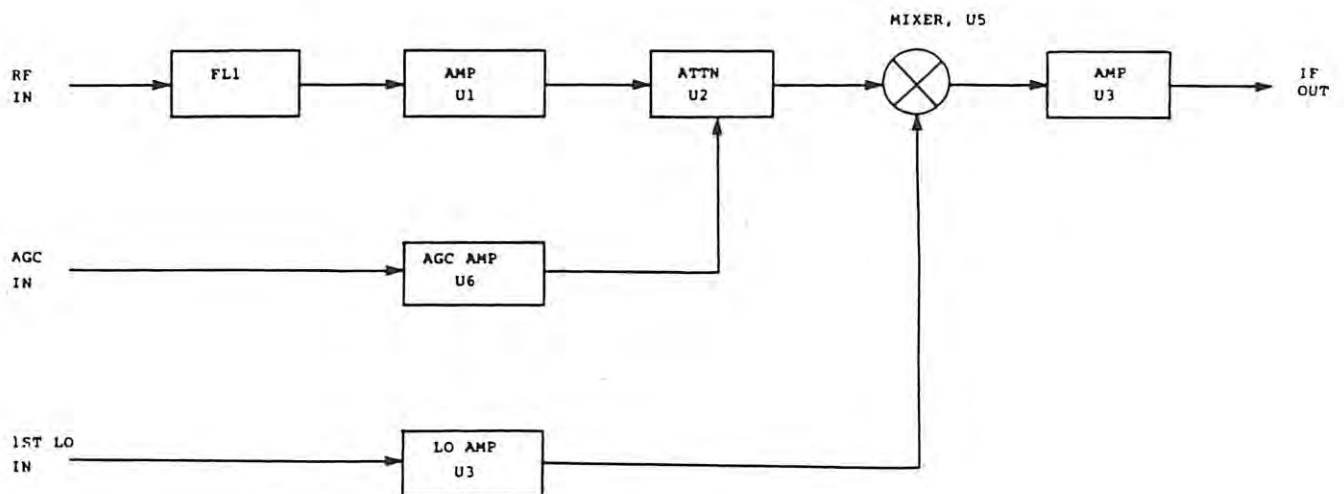 MIXER, U5
RF
IN
FL1
AMP
U1
ATTN
U2
AMP
U3
IF
OUT
AGC
IN
AGC AMP
U6
1ST LO
IN
LO AMP
U3